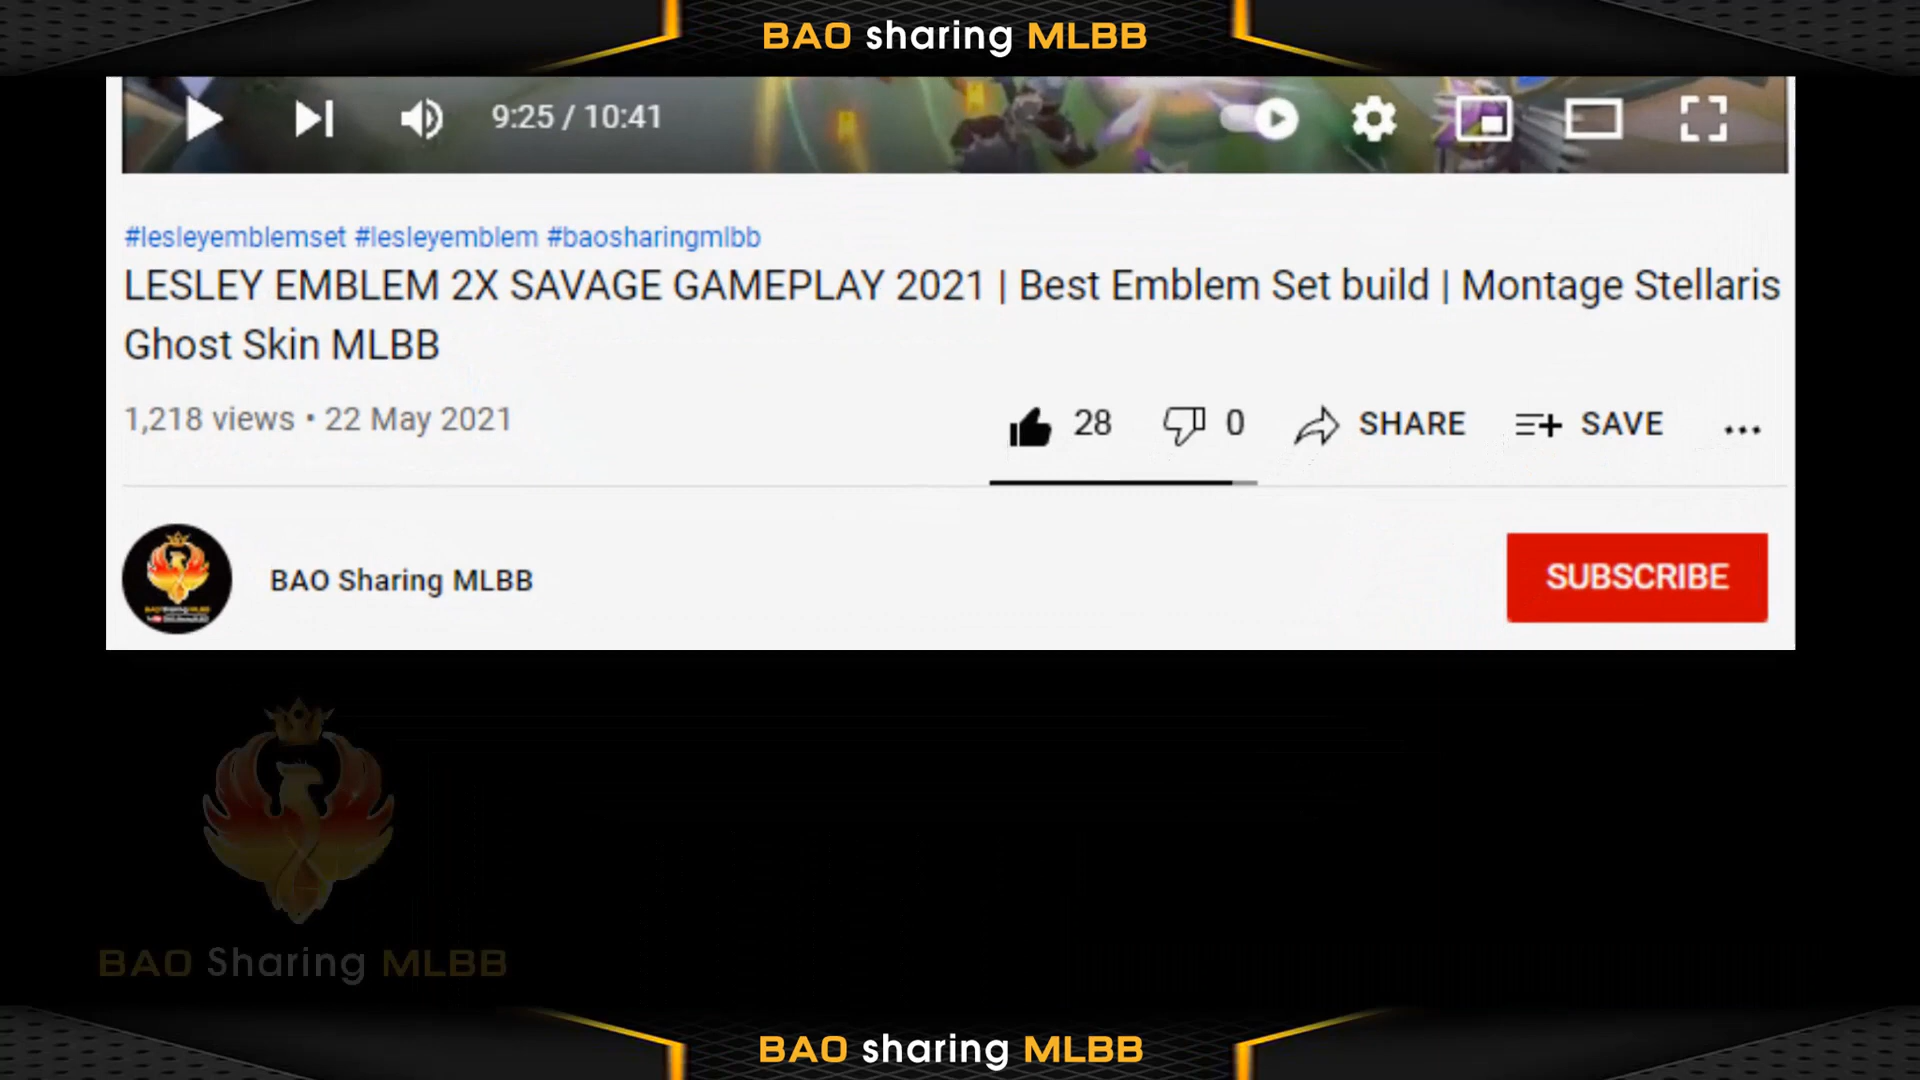 BAO sharing MLBB
9:25 / 10:41
#lesleyemblemset #lesleyemblem #baosharingmlbb
LESLEY EMBLEM 2X SAVAGE GAMEPLAY 2021 | Best Emblem Set build | Montage Stellaris
Ghost Skin MLBB
1,218 views • 22 May 2021
28 0 SHARE SAVE ...
BAO Sharing MLBB
SUBSCRIBE
BAO Sharing MLBB
BAO sharing MLBB